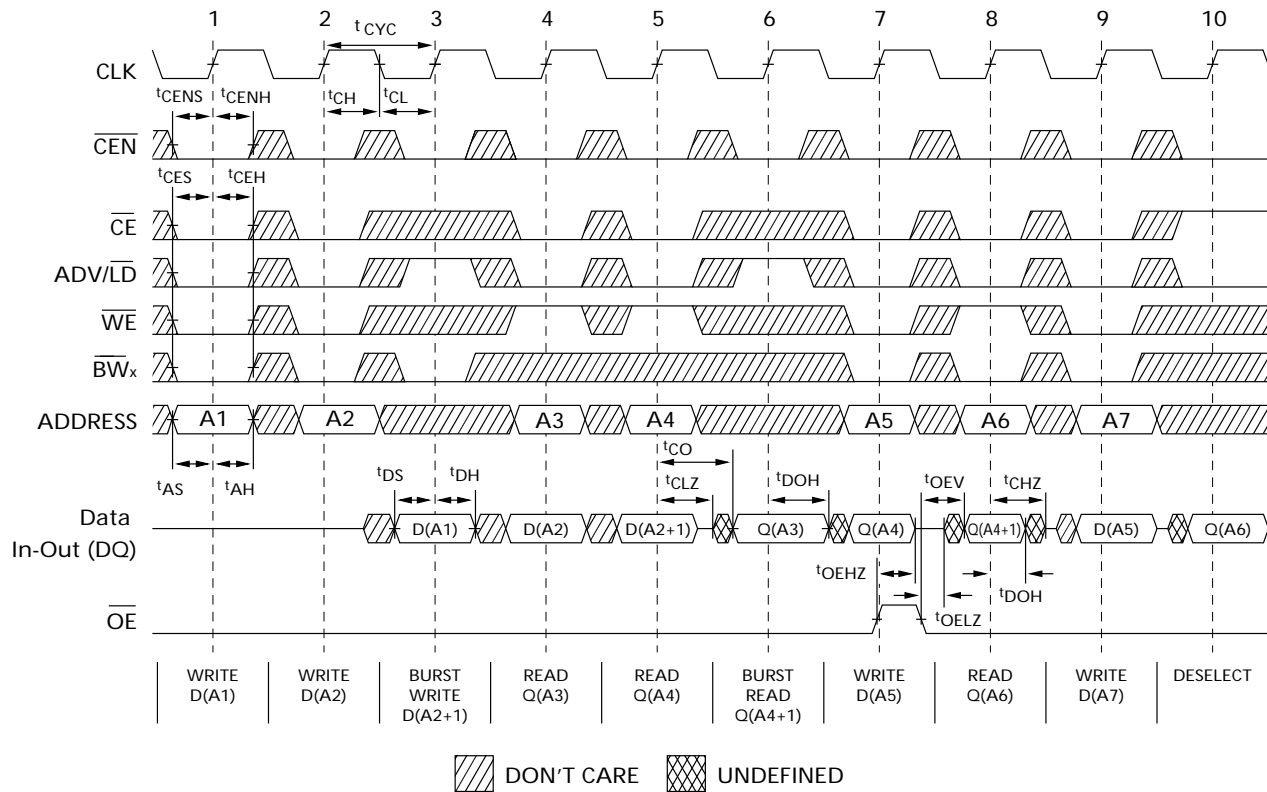 1 2 3 4 5 6 7 8 9 10
tCYC
CLK
tCENS tCENH tCH tCL
CEN
tCES tCEH
CE
ADV/LD
WE
BWx
ADDRESS A1 A2 A3 A4 A5 A6 A7
tAS tAH tDS tDH tCO tCLZ tDOH tOEV tCHZ
Data
In-Out (DQ)
D(A1) D(A2) D(A2+1) Q(A3) Q(A4) Q(A4+1) D(A5) Q(A6)
tOEHZ tDOH
tOELZ
OE
WRITE
D(A1)
WRITE
D(A2)
BURST
WRITE
D(A2+1)
READ
Q(A3)
READ
Q(A4)
BURST
READ
Q(A4+1)
WRITE
D(A5)
READ
Q(A6)
WRITE
D(A7)
DESELECT
DON'T CARE UNDEFINED